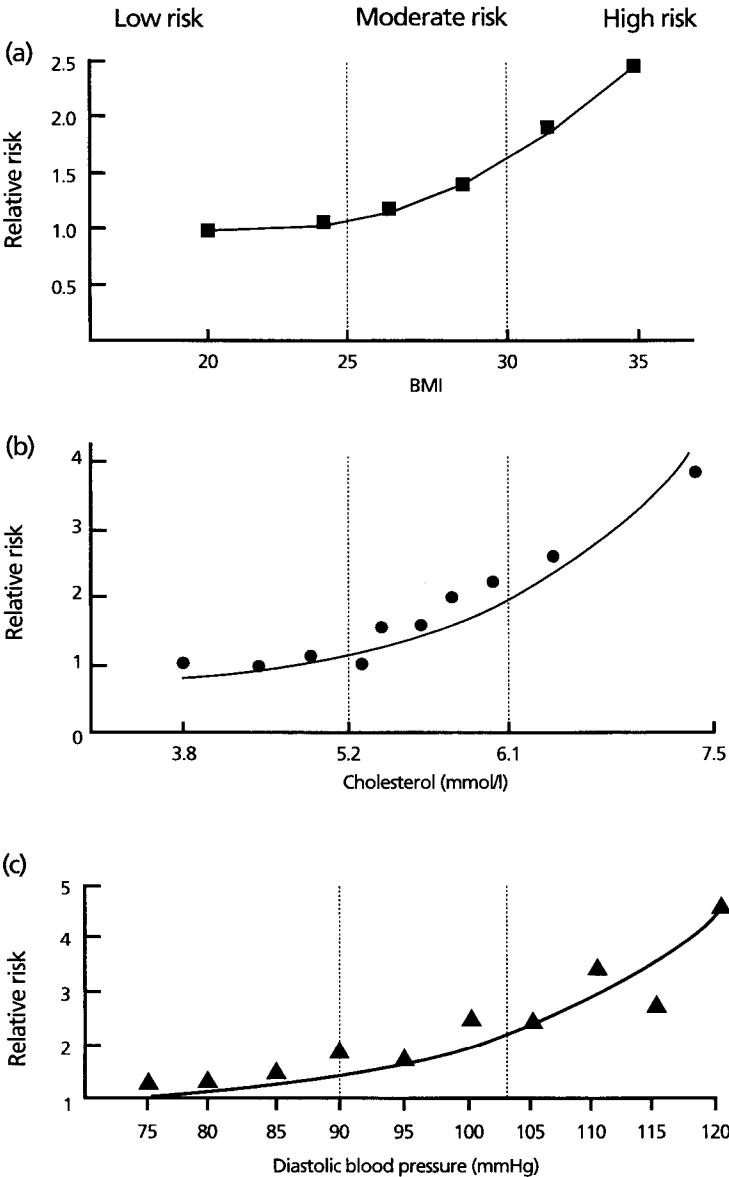 Low risk Moderate risk High risk
(a)
2.5
2.0
1.5
1.0
0.5
Relative risk
20 25 30 35
BMI
(b)
4
3
2
1
0
Relative risk
3.8 5.2 6.1 7.5
Cholesterol (mmol/l)
(c)
5
4
3
2
1
Relative risk
75 80 85 90 95 100 105 110 115 120
Diastolic blood pressure (mmHg)